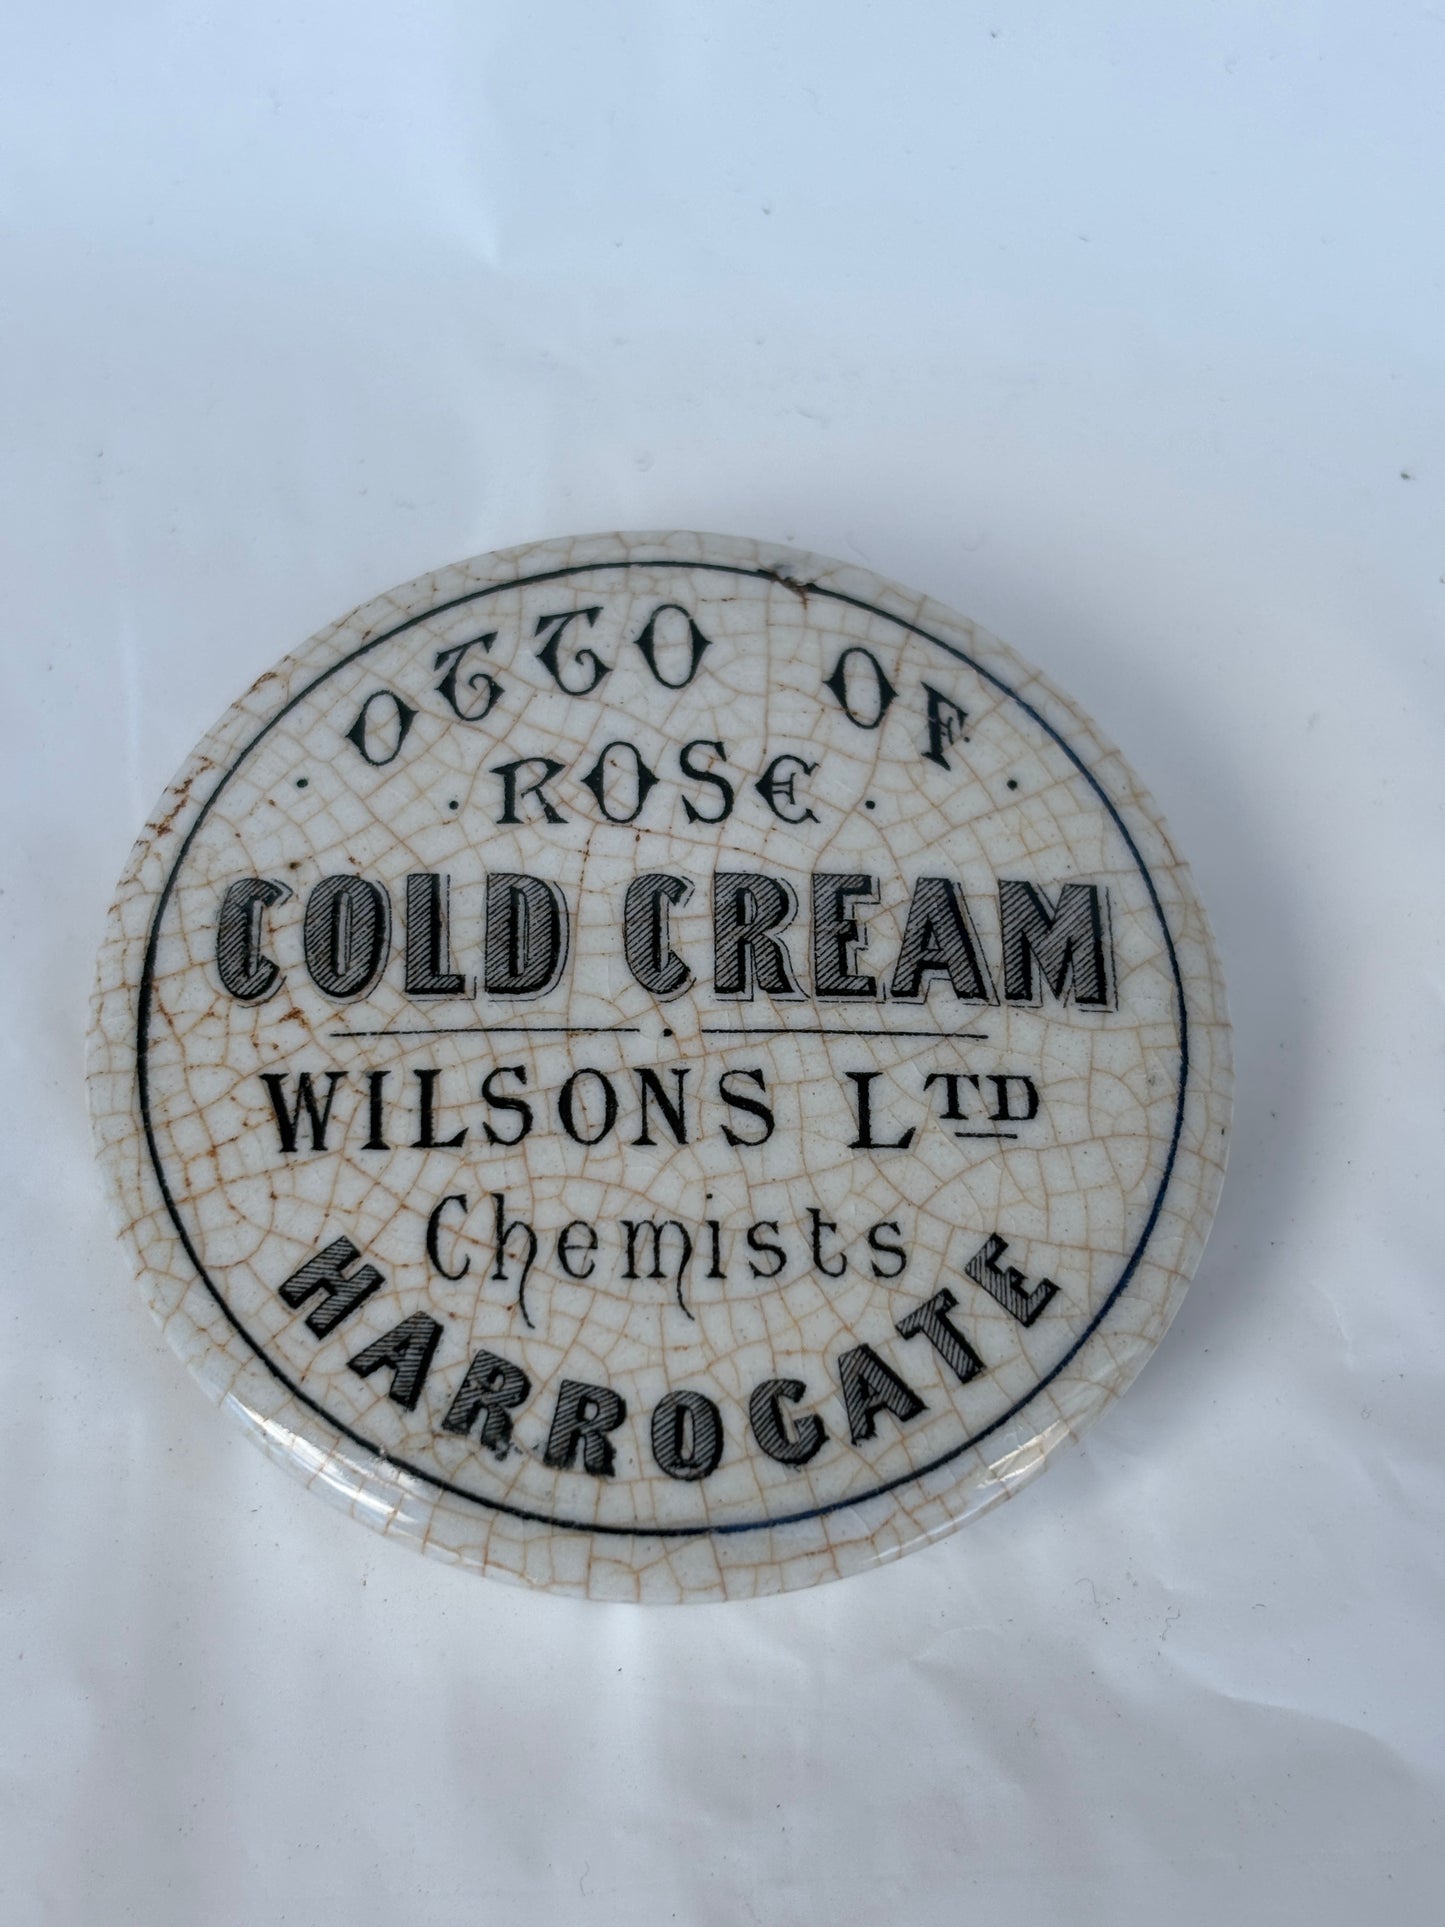 . OTTO OF .
. ROSE .
COLD CREAM
WILSONS LTD
Chemists
HARROGATE